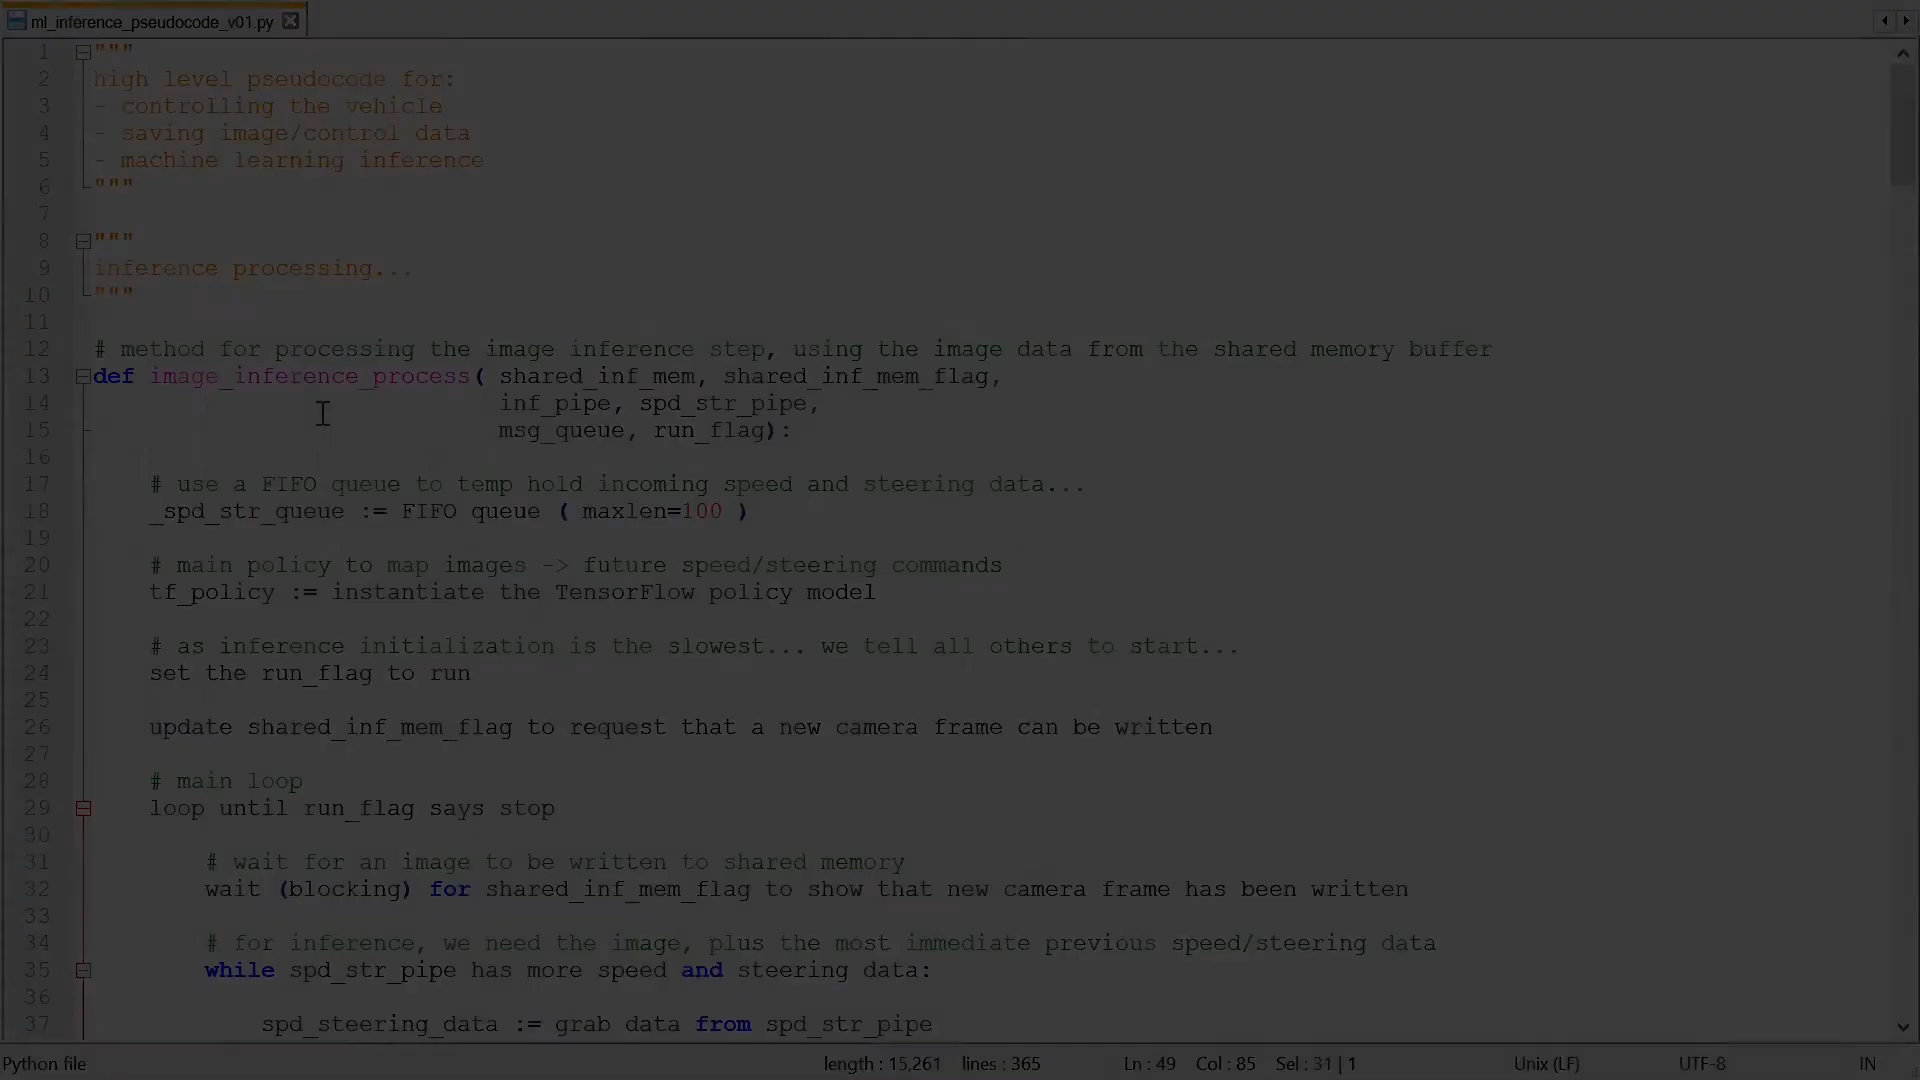 ml_inference_pseudocode_v01.py
1 """
2 high level pseudocode for:
3 - controlling the vehicle
4 - saving image/control data
5 - machine learning inference
6 """
7
8 """
9 inference processing...
10 """
11
12 # method for processing the image inference step, using the image data from the shared memory buffer
13 def image_inference_process( shared_inf_mem, shared_inf_mem_flag,
14 inf_pipe, spd_str_pipe,
15 msg_queue, run_flag):
16
17 # use a FIFO queue to temp hold incoming speed and steering data...
18 _spd_str_queue := FIFO queue ( maxlen=100 )
19
20 # main policy to map images -> future speed/steering commands
21 tf_policy := instantiate the TensorFlow policy model
22
23 # as inference initialization is the slowest... we tell all others to start...
24 set the run_flag to run
25
26 update shared_inf_mem_flag to request that a new camera frame can be written
27
28 # main loop
29 loop until run_flag says stop
30
31 # wait for an image to be written to shared memory
32 wait (blocking) for shared_inf_mem_flag to show that new camera frame has been written
33
34 # for inference, we need the image, plus the most immediate previous speed/steering data
35 while spd_str_pipe has more speed and steering data:
36
37 spd_steering_data := grab data from spd_str_pipe
Python file length : 15,261 lines : 365 Ln : 49 Col : 85 Sel : 31 | 1 Unix (LF) UTF-8 IN